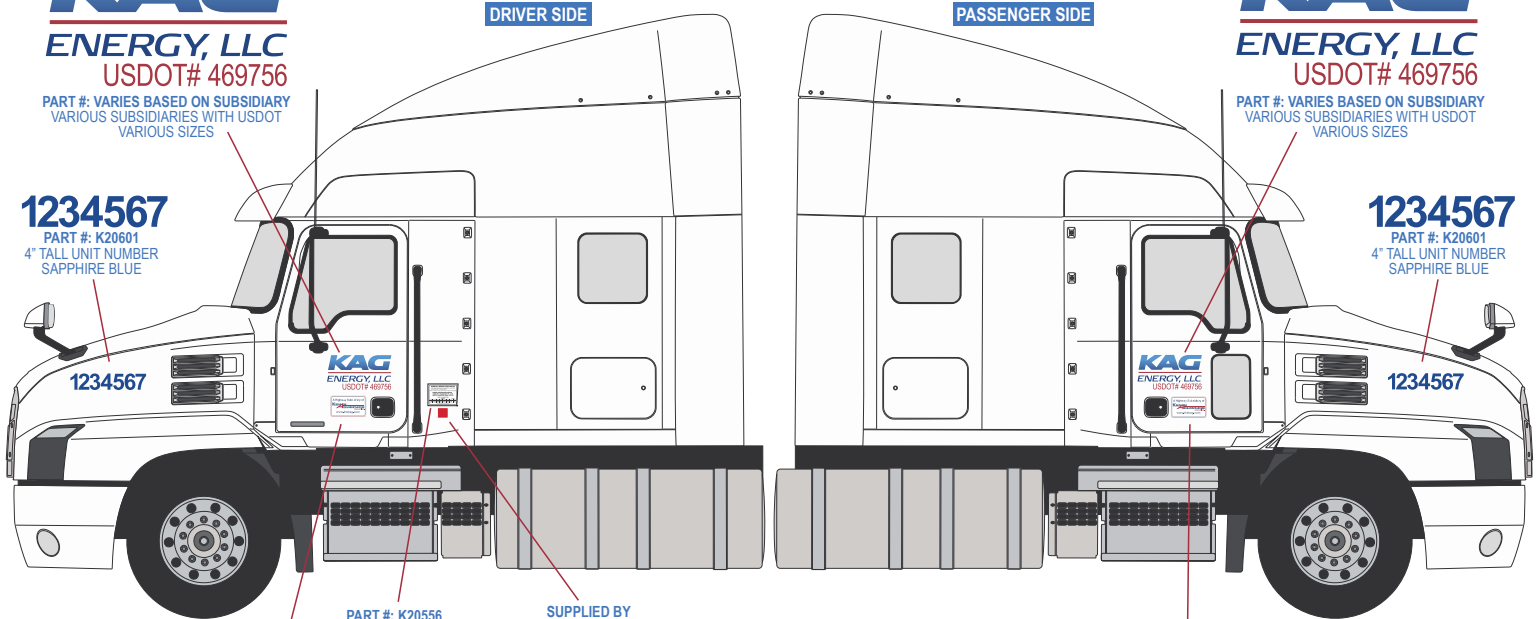 DRIVER SIDE
PASSENGER SIDE
KAG
ENERGY, LLC
USDOT# 469756
PART #: VARIES BASED ON SUBSIDIARY
VARIOUS SUBSIDIARIES WITH USDOT
VARIOUS SIZES
KAG
ENERGY, LLC
USDOT# 469756
PART #: VARIES BASED ON SUBSIDIARY
VARIOUS SUBSIDIARIES WITH USDOT
VARIOUS SIZES
1234567
PART #: K20601
4” TALL UNIT NUMBER
SAPPHIRE BLUE
1234567
PART #: K20601
4” TALL UNIT NUMBER
SAPPHIRE BLUE
1234567
KAG
ENERGY, LLC
USDOT# 469756
KAG
ENERGY, LLC
USDOT# 469756
1234567
PART #: K20556
SUPPLIED BY